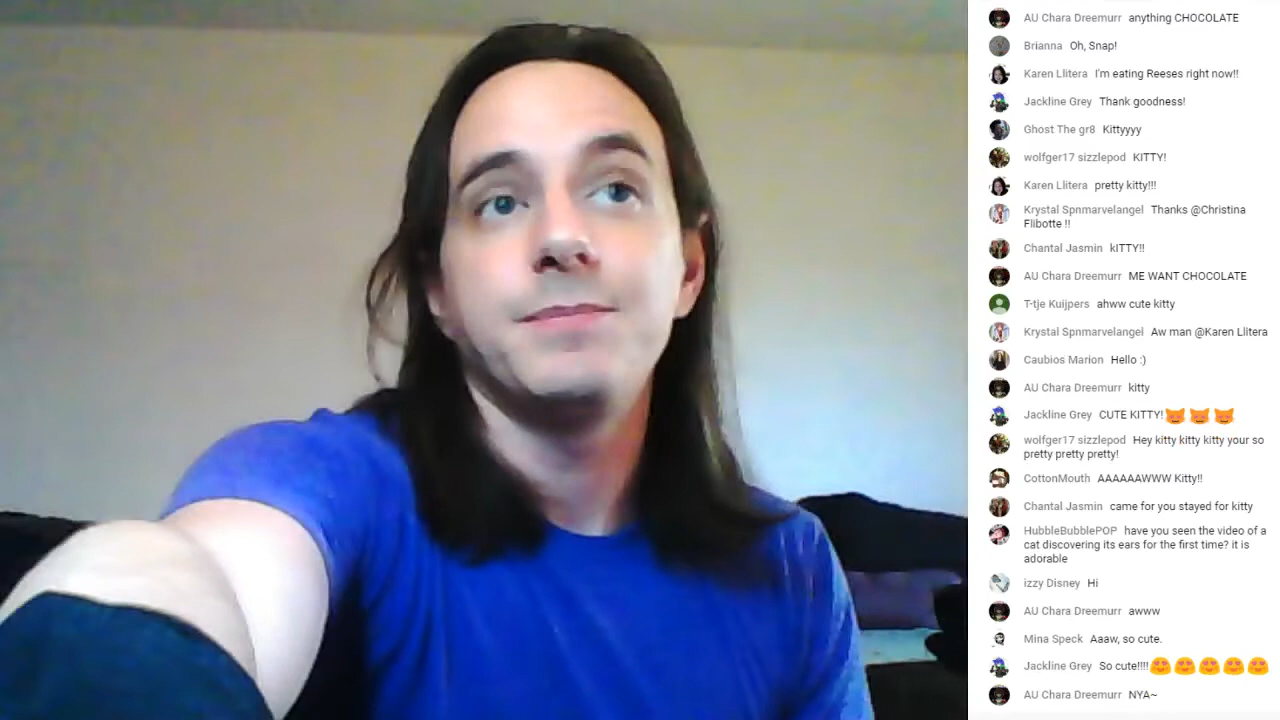 AU Chara Dreemurr anything CHOCOLATE
Brianna Oh, Snap!
Karen Llitera I'm eating Reeses right now!!
Jackline Grey Thank goodness!
Ghost The gr8 Kittyyyy
wolfger17 sizzlepod KITTY!
Karen Llitera pretty kitty!!!
Krystal Spnmarvelangel Thanks @Christina
Flibotte !!
Chantal Jasmin kITTY!!
AU Chara Dreemurr ME WANT CHOCOLATE
T-tje Kuijpers ahww cute kitty
Krystal Spnmarvelangel Aw man @Karen Llitera
Caubios Marion Hello :)
AU Chara Dreemurr kitty
Jackline Grey CUTE KITTY!
wolfger17 sizzlepod Hey kitty kitty kitty your so
pretty pretty pretty!
CottonMouth AAAAAAWWW Kitty!!
Chantal Jasmin came for you stayed for kitty
HubbleBubblePOP have you seen the video of a
cat discovering its ears for the first time? it is
adorable
izzy Disney Hi
AU Chara Dreemurr awww
Mina Speck Aaaw, so cute.
Jackline Grey So cute!!!!
AU Chara Dreemurr NYA~